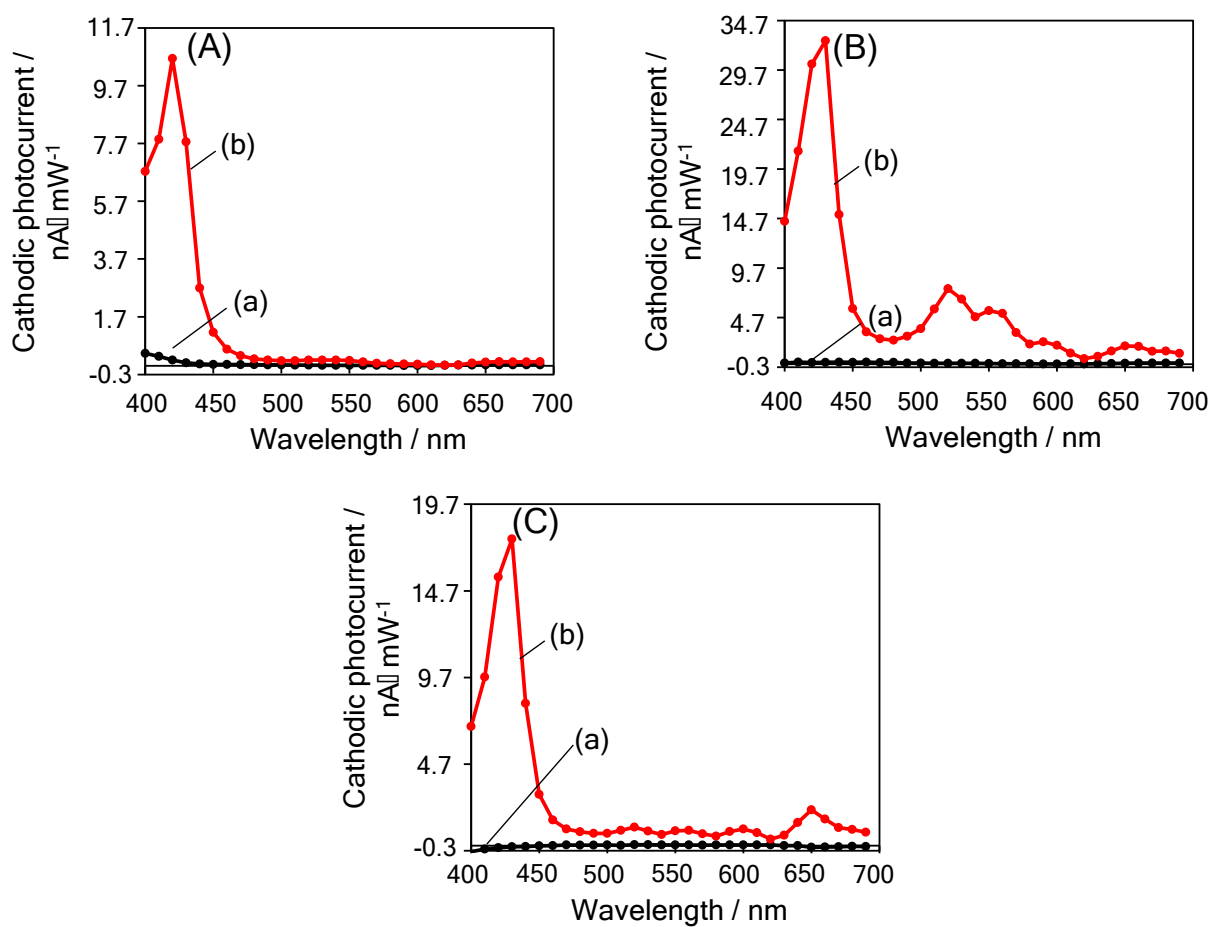 Cathodic photocurrent /
nA▯ mW⁻¹
11.7
9.7
7.7
5.7
3.7
1.7
-0.3
(A)
(b)
(a)
400 450 500 550 600 650 700
Wavelength / nm
Cathodic photocurrent /
nA▯ mW⁻¹
34.7
29.7
24.7
19.7
14.7
9.7
4.7
-0.3
(B)
(b)
(a)
400 450 500 550 600 650 700
Wavelength / nm
Cathodic photocurrent /
nA▯ mW⁻¹
19.7
14.7
9.7
4.7
-0.3
(C)
(b)
(a)
400 450 500 550 600 650 700
Wavelength / nm